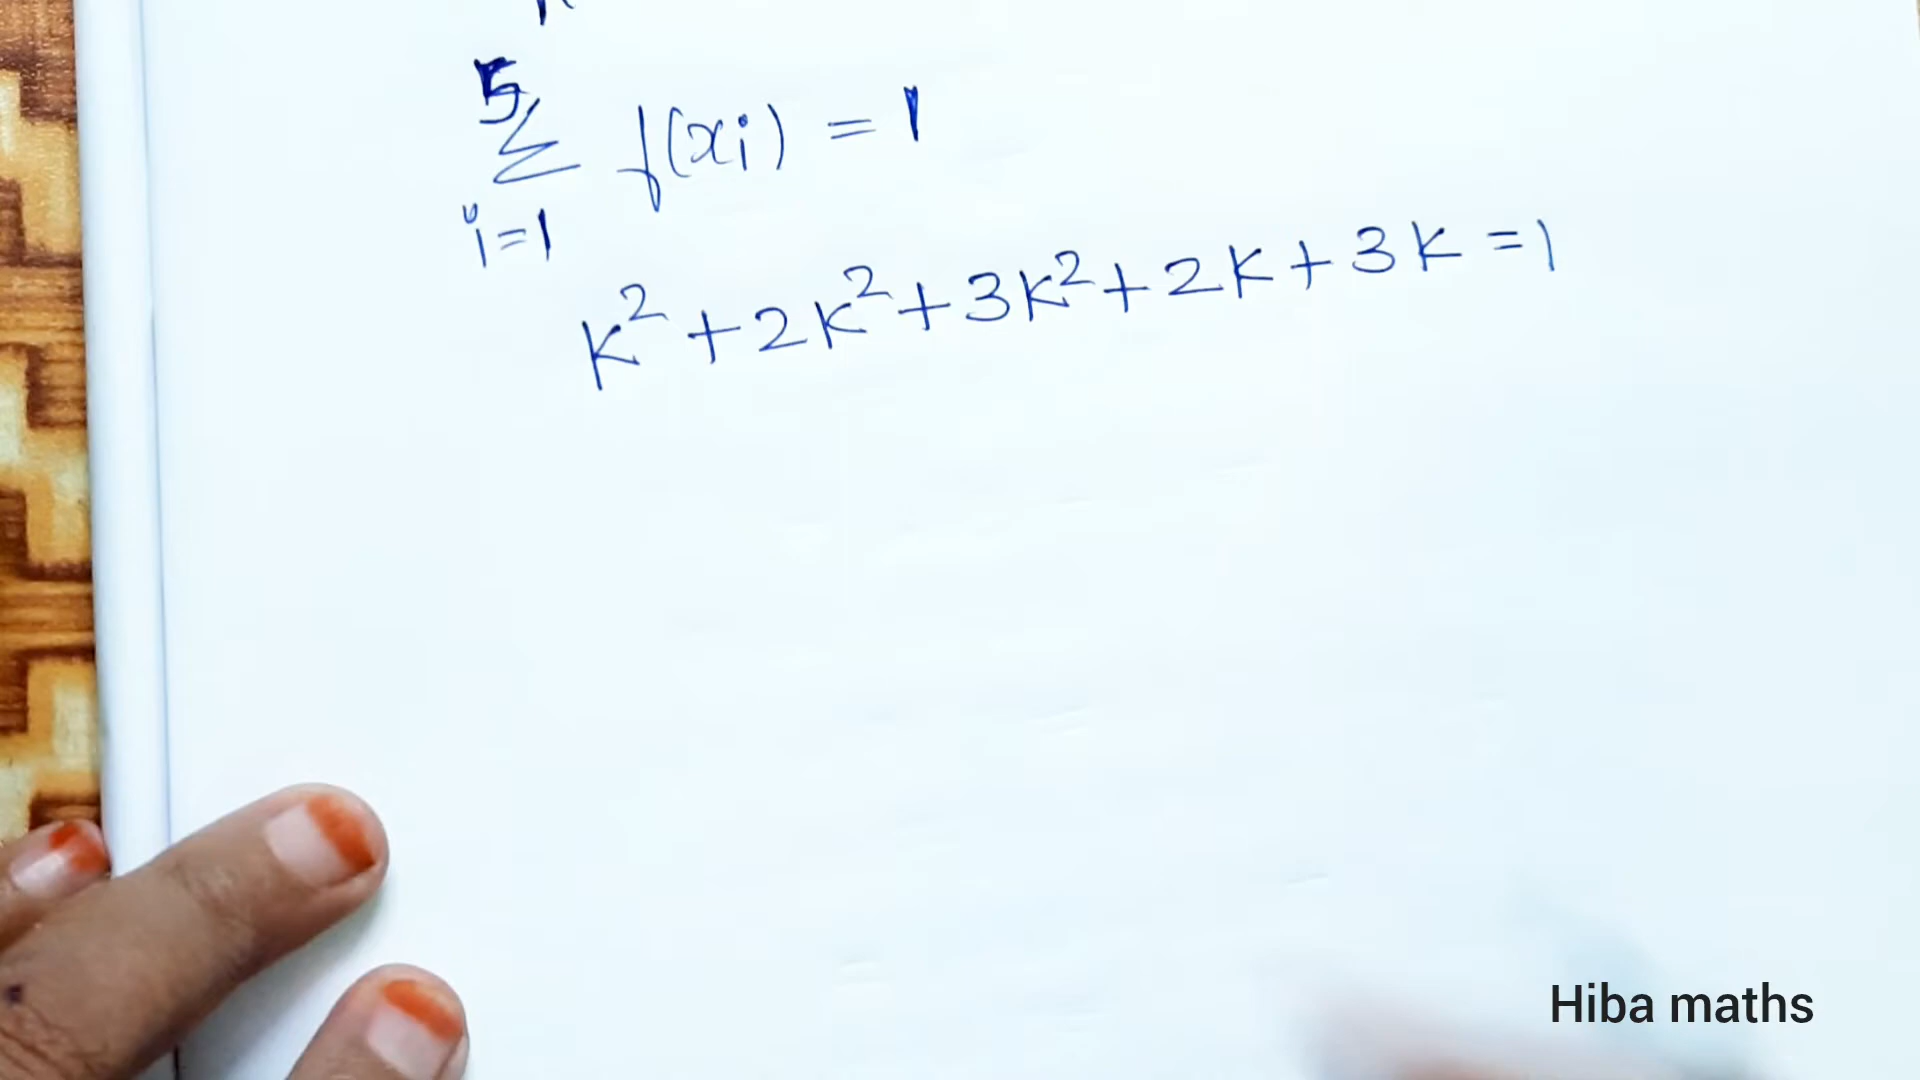 5
Σ f(xi) = 1
i=1
k² + 2k² + 3k² + 2k + 3k = 1
Hiba maths